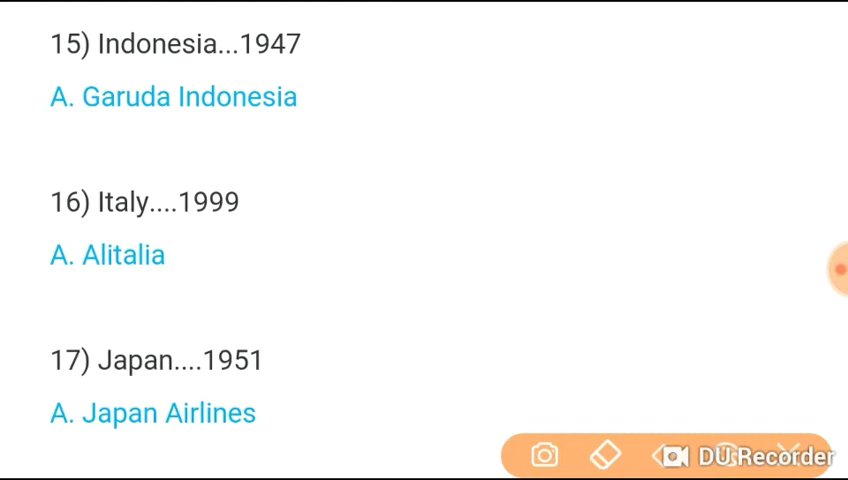 15) Indonesia...1947
A. Garuda Indonesia
16) Italy....1999
A. Alitalia
17) Japan....1951
A. Japan Airlines
DU Recorder